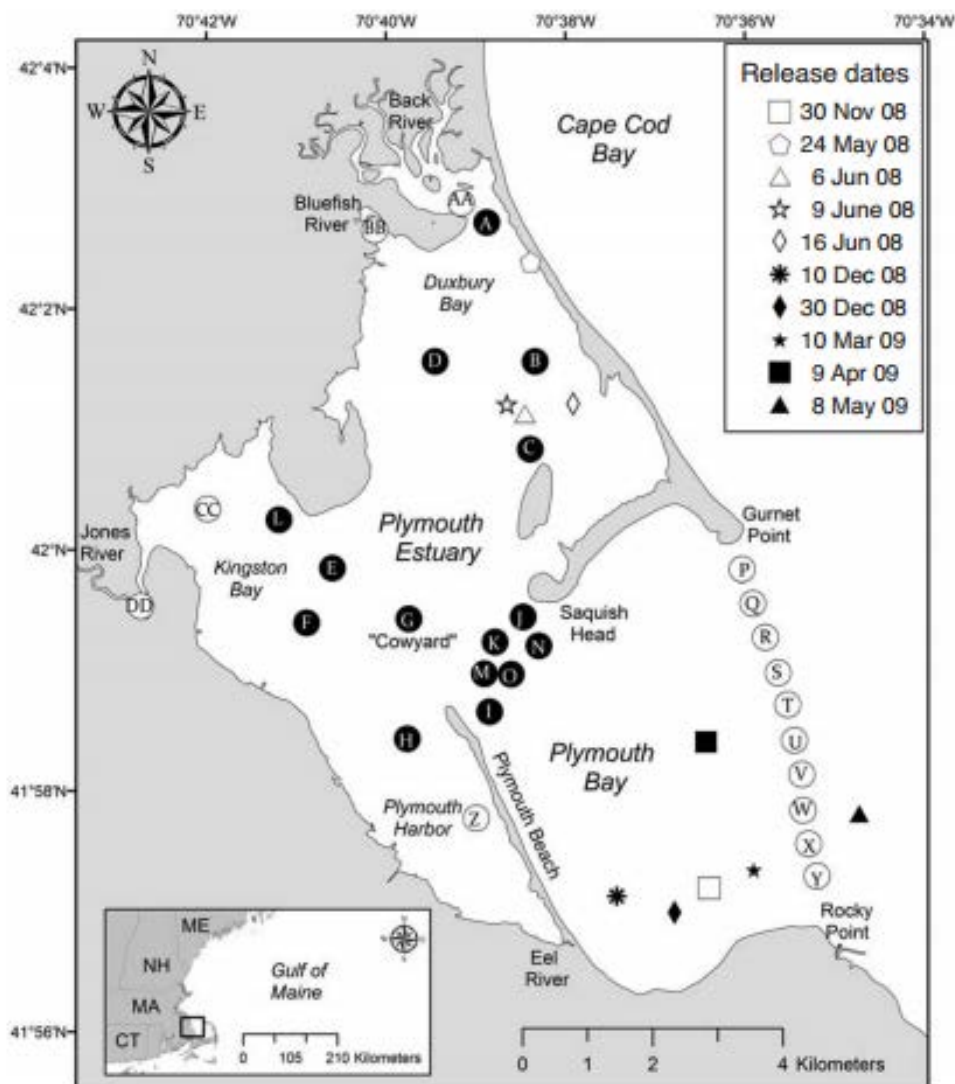 70°42'W
70°40'W
70°38'W
70°36'W
70°34'W
42°4'N
42°2'N
42°0'N
41°58'N
41°56'N
N
W
E
S
Back
River
Cape Cod
Bay
Release dates
30 Nov 08
24 May 08
6 Jun 08
9 June 08
16 Jun 08
10 Dec 08
30 Dec 08
10 Mar 09
9 Apr 09
8 May 09
AA
Bluefish
River
BB
A
Duxbury
Bay
D
B
C
CC
L
Plymouth
Estuary
Gurnet
Point
Jones
River
Kingston
Bay
E
DD
F
G
"Cowyard"
J
K
N
M
O
I
H
Saquish
Head
P
Q
R
S
T
U
V
W
X
Y
Plymouth
Bay
Plymouth Beach
Plymouth
Harbor
Z
Rocky
Point
Eel
River
ME
NH
MA
CT
Gulf of
Maine
0 105 210 Kilometers
0 1 2 4 Kilometers